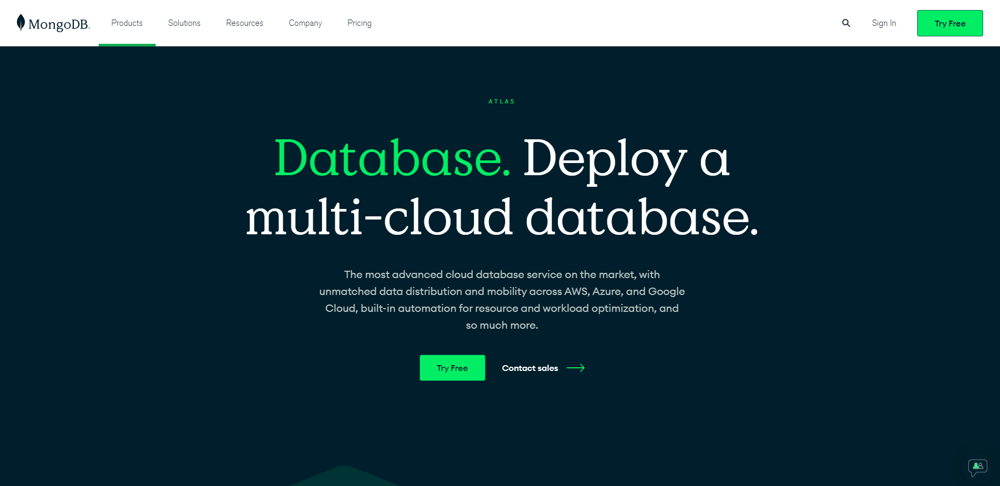 MongoDB.
Products
Solutions
Resources
Company
Pricing
Sign In
Try Free
ATLAS
Database. Deploy a
multi-cloud database.
The most advanced cloud database service on the market, with
unmatched data distribution and mobility across AWS, Azure, and Google
Cloud, built-in automation for resource and workload optimization, and
so much more.
Try Free
Contact sales